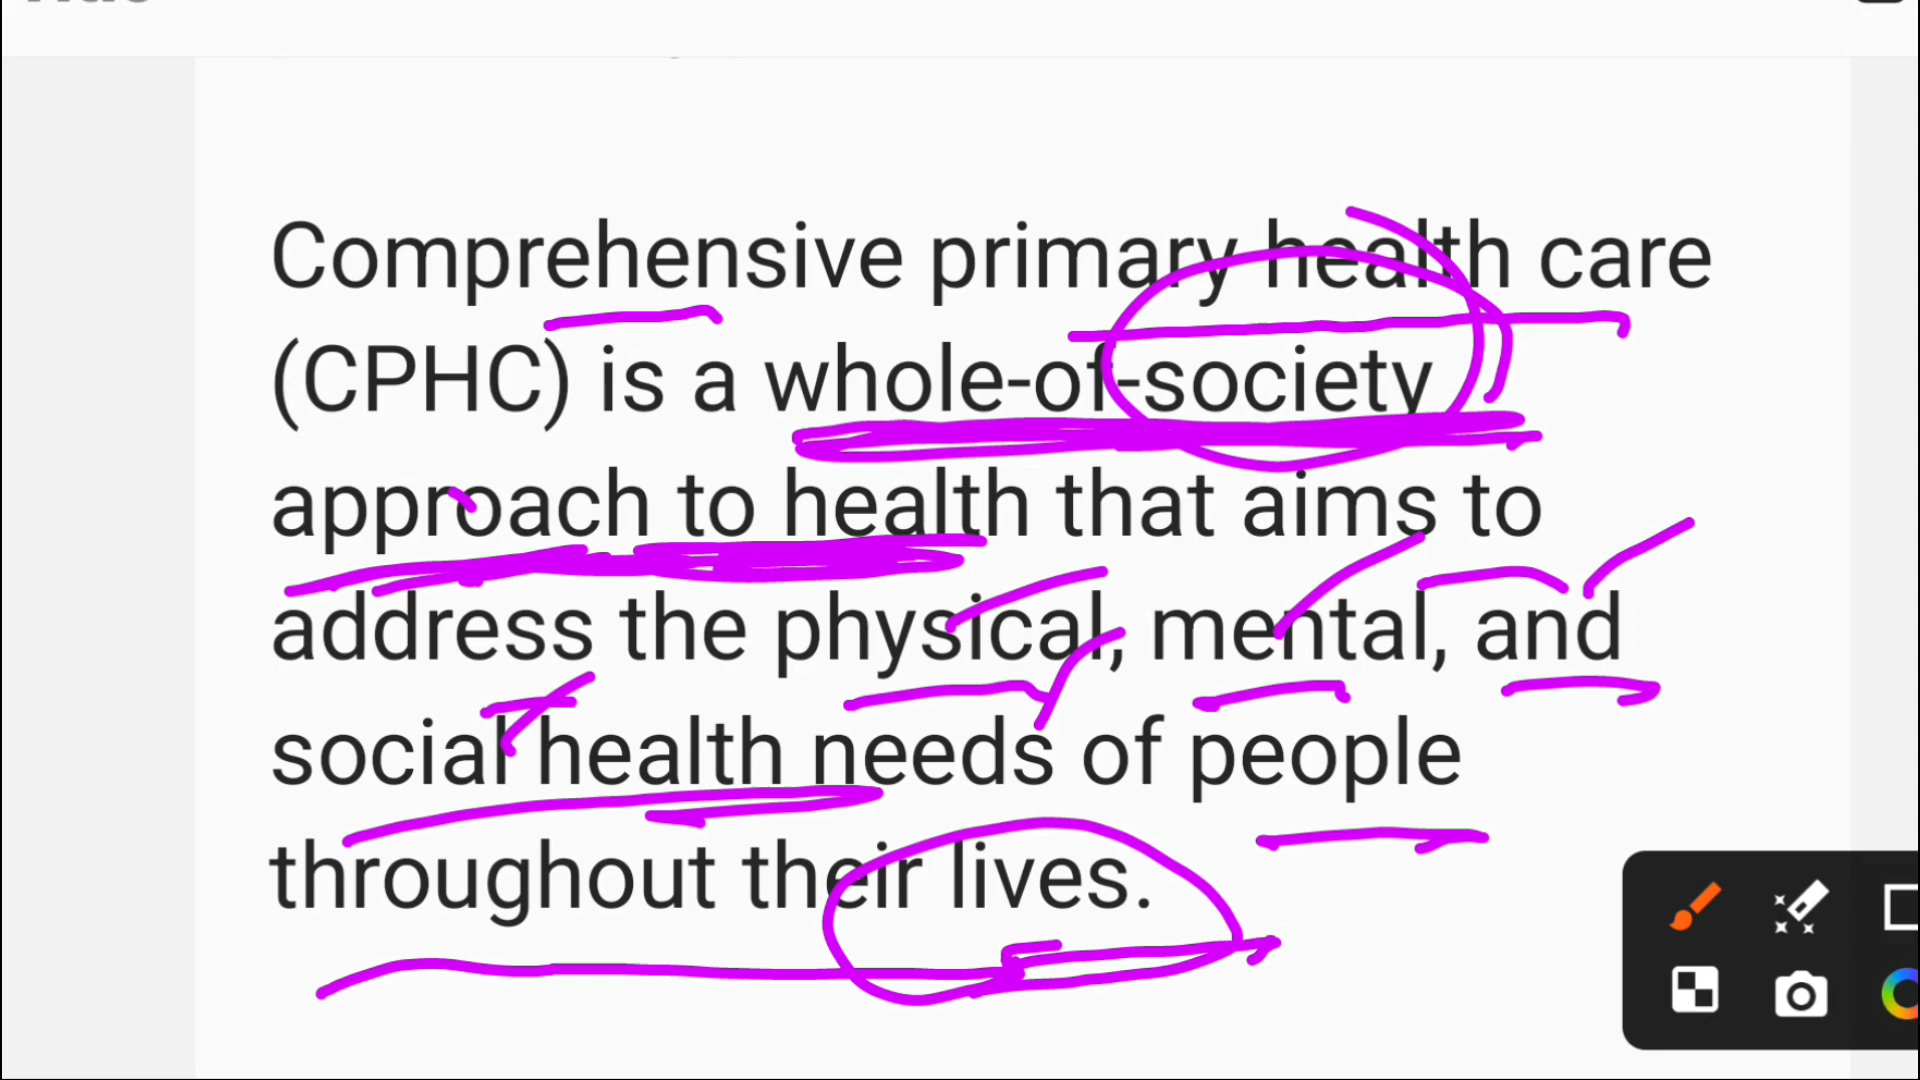 Comprehensive primary health care
(CPHC) is a whole-of-society
approach to health that aims to
address the physical, mental, and
social health needs of people
throughout their lives.